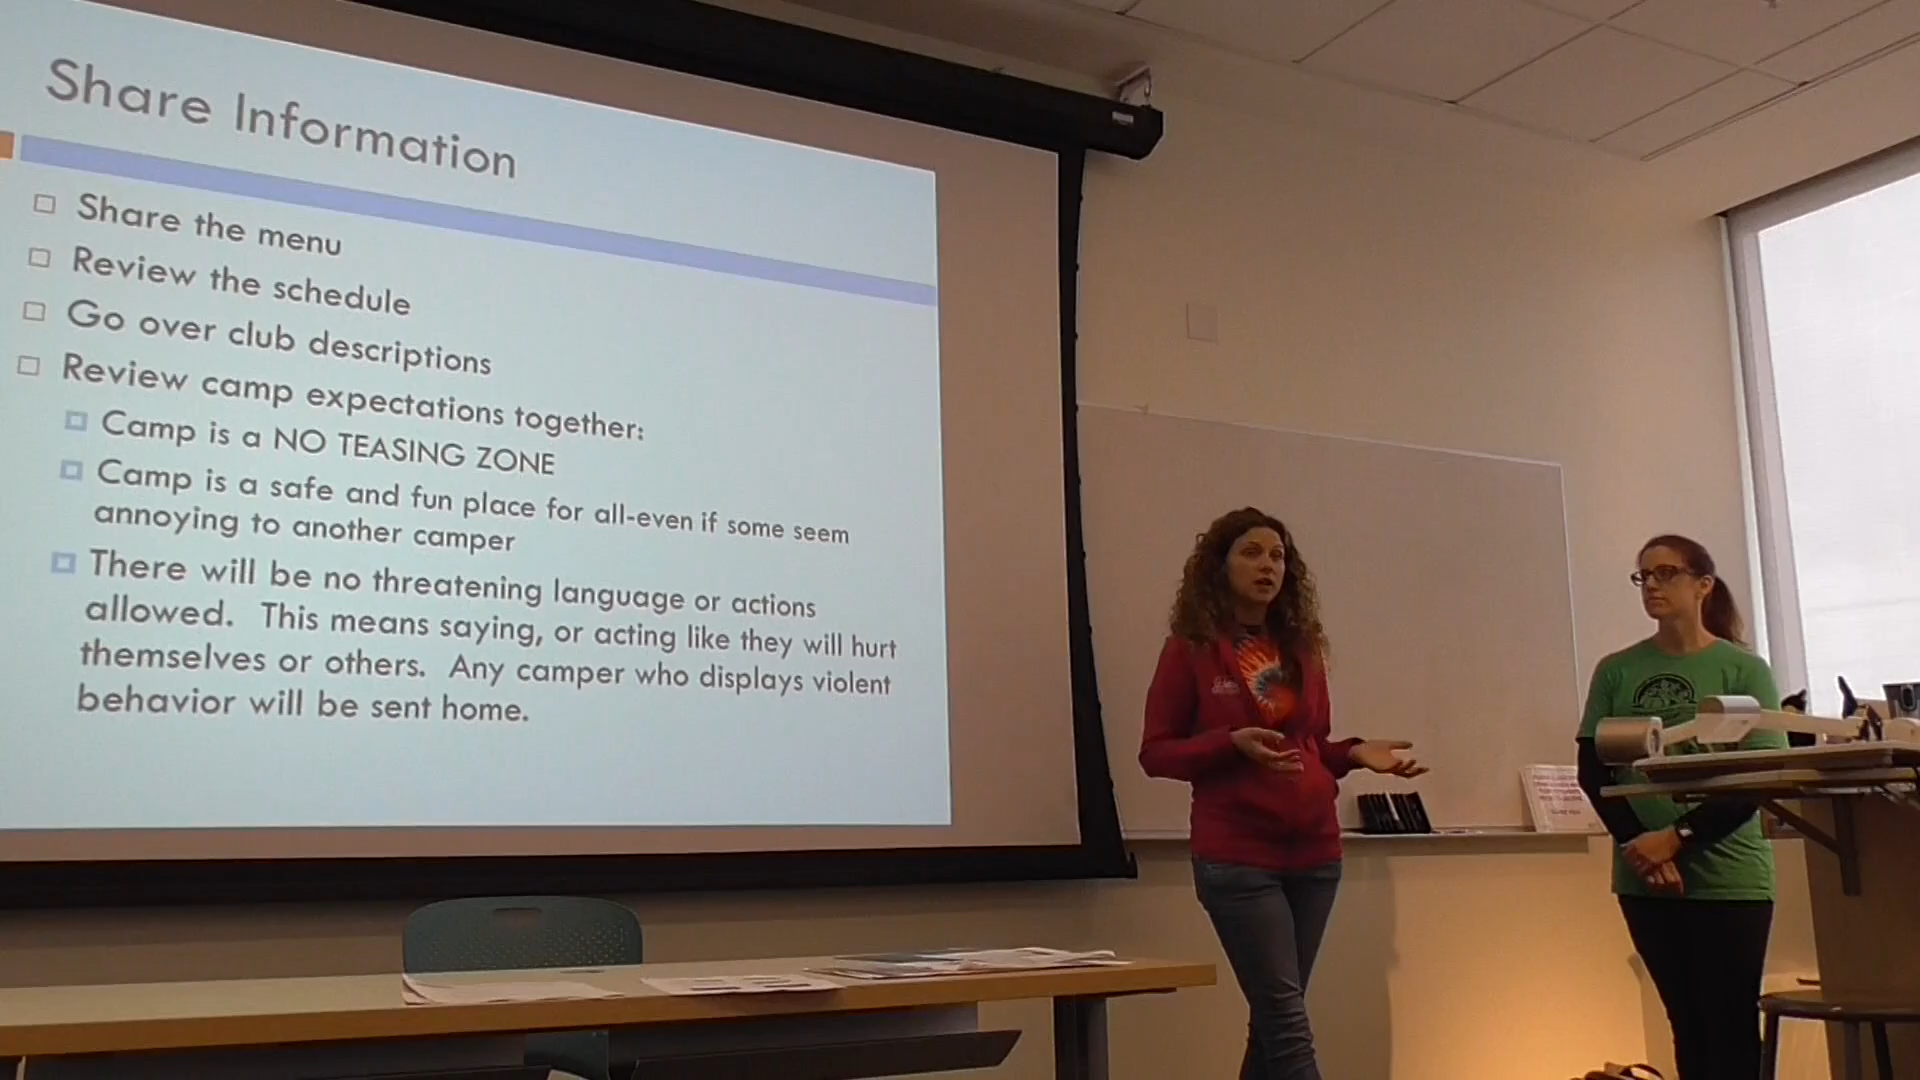 Share Information
Share the menu
Review the schedule
Go over club descriptions
Review camp expectations together:
Camp is a NO TEASING ZONE
Camp is a safe and fun place for all-even if some seem
annoying to another camper
There will be no threatening language or actions
allowed. This means saying, or acting like they will hurt
themselves or others. Any camper who displays violent
behavior will be sent home.